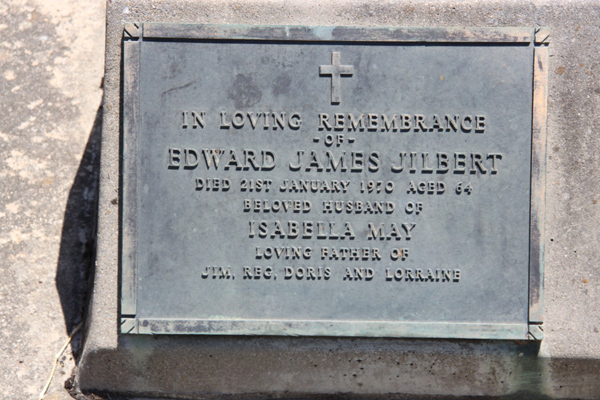 IN LOVING REMEMBRANCE
-OF-
EDWARD JAMES JILBERT
DIED 21ST JANUARY 1970 AGED 64
BELOVED HUSBAND OF
ISABELLA MAY
LOVING FATHER OF
JIM, REG, DORIS AND LORRAINE